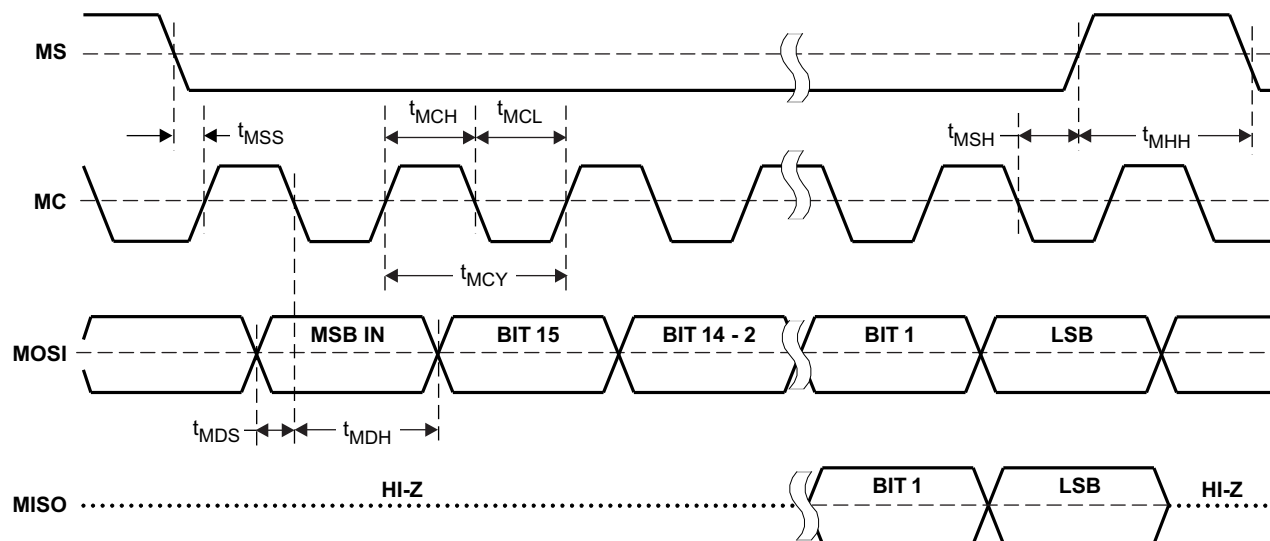 MS
tMSS
tMCH
tMCL
tMSH
tMHH
MC
tMCY
MOSI
MSB IN
BIT 15
BIT 14 - 2
BIT 1
LSB
tMDS
tMDH
MISO
HI-Z
BIT 1
LSB
HI-Z